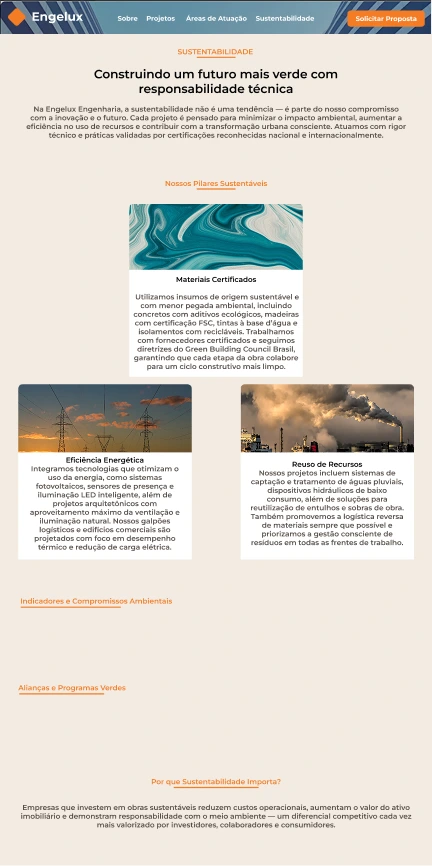 Engelux
Sobre Projetos Áreas de Atuação Sustentabilidade
Solicitar Proposta
SUSTENTABILIDADE
Construindo um futuro mais verde com
responsabilidade técnica
Na Engelux Engenharia, a sustentabilidade não é uma tendência — é parte do nosso compromisso
com a inovação e o futuro. Cada projeto é pensado para minimizar o impacto ambiental, aumentar a
eficiência no uso de recursos e contribuir com a transformação urbana consciente. Atuamos com rigor
técnico e práticas validadas por certificações reconhecidas nacional e internacionalmente.
Nossos Pilares Sustentáveis
Materiais Certificados
Utilizamos insumos de origem sustentável e
com menor pegada ambiental, incluindo
concretos com aditivos ecológicos, madeiras
com certificação FSC, tintas à base d'água e
isolamentos com recicláveis. Trabalhamos
com fornecedores certificados e seguimos
diretrizes do Green Building Council Brasil,
garantindo que cada etapa da obra colabore
para um ciclo construtivo mais limpo.
Eficiência Energética
Integramos tecnologias que otimizam o
uso da energia, como sistemas
fotovoltaicos, sensores de presença e
iluminação LED inteligente, além de
projetos arquitetônicos com
aproveitamento máximo da ventilação e
iluminação natural. Nossos galpões
logísticos e edifícios comerciais são
projetados com foco em desempenho
térmico e redução de carga elétrica.
Reuso de Recursos
Nossos projetos incluem sistemas de
captação e tratamento de águas pluviais,
dispositivos hidráulicos de baixo
consumo, além de soluções para
reutilização de entulhos e sobras de obra.
Também promovemos a logística reversa
de materiais sempre que possível e
priorizamos a gestão consciente de
resíduos em todas as frentes de trabalho.
Indicadores e Compromissos Ambientais
Alianças e Programas Verdes
Por que Sustentabilidade Importa?
Empresas que investem em obras sustentáveis reduzem custos operacionais, aumentam o valor do ativo
imobiliário e demonstram responsabilidade com o meio ambiente — um diferencial competitivo cada vez
mais valorizado por investidores, colaboradores e consumidores.